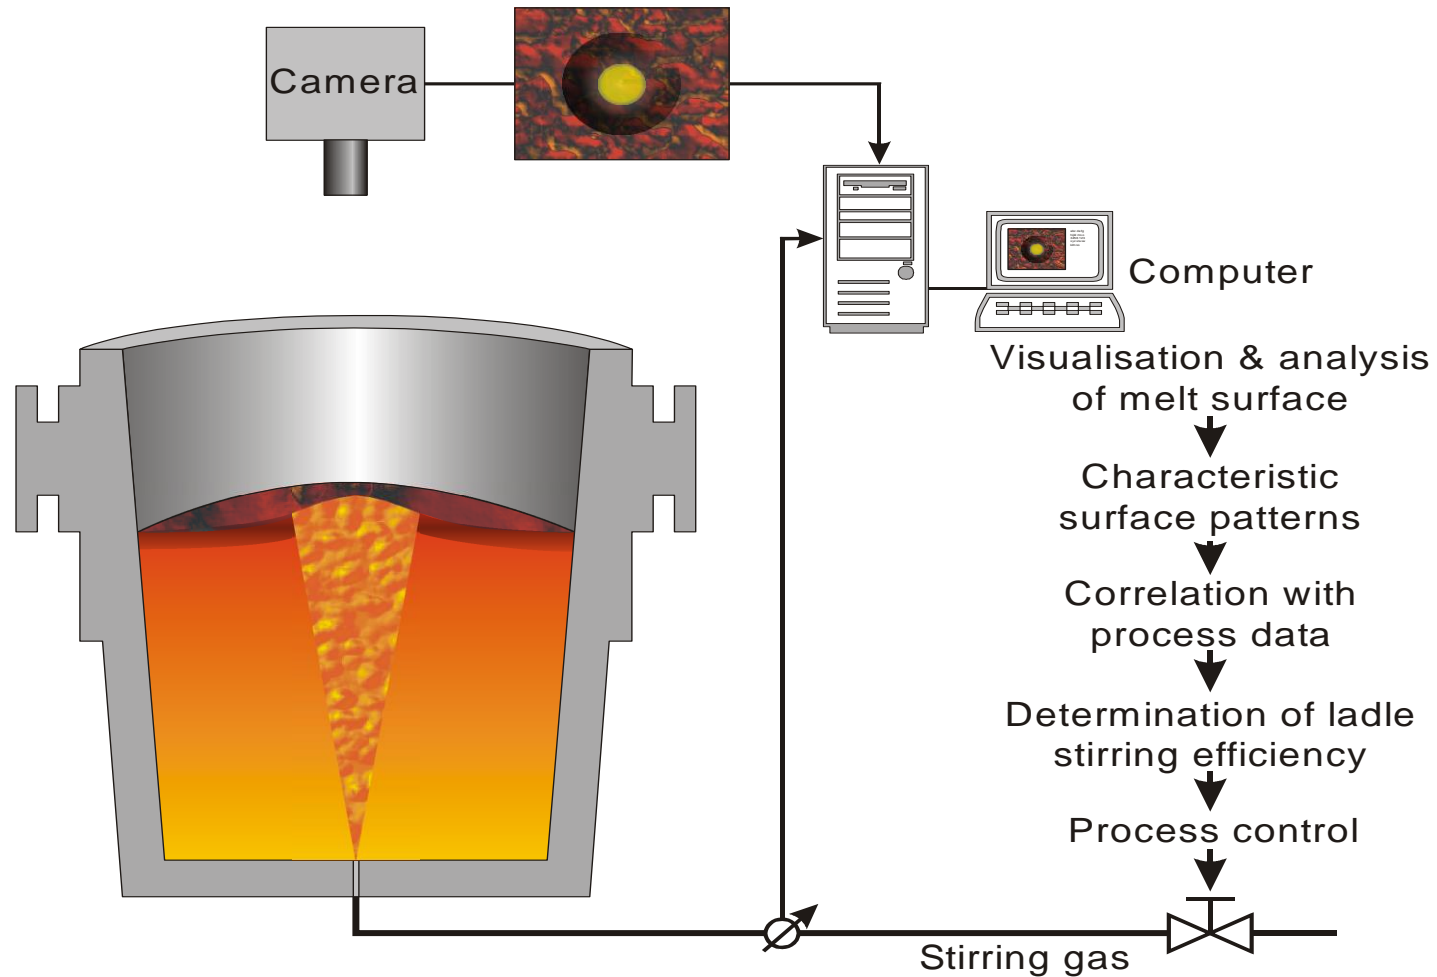 Camera
Computer
Visualisation & analysis
of melt surface
Characteristic
surface patterns
Correlation with
process data
Determination of ladle
stirring efficiency
Process control
Stirring gas